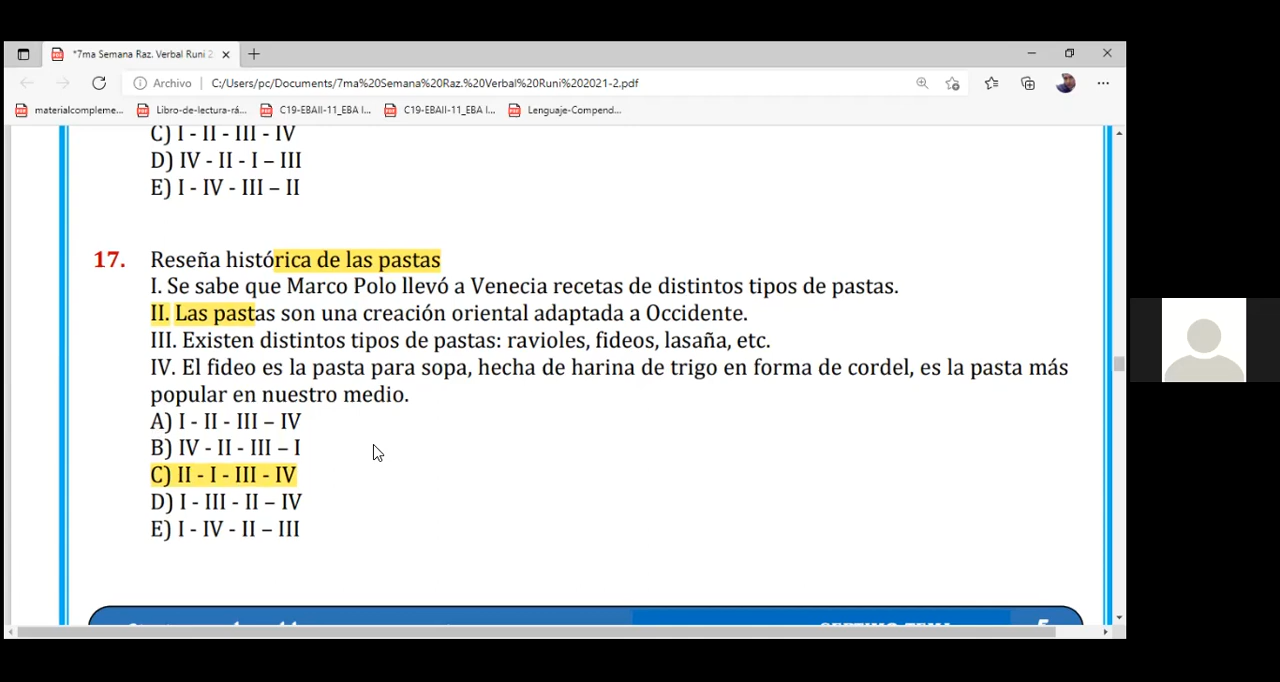 *7ma Semana Raz. Verbal Runi 2
Archivo | C:/Users/pc/Documents/7ma%20Semana%20Raz.%20Verbal%20Runi%202021-2.pdf
materialcompleme... Libro-de-lectura-rá... C19-EBAII-11_EBA I... C19-EBAII-11_EBA I... Lenguaje-Compend...
C) I - II - III - IV
D) IV - II - I – III
E) I - IV - III – II
17. Reseña histórica de las pastas
I. Se sabe que Marco Polo llevó a Venecia recetas de distintos tipos de pastas.
II. Las pastas son una creación oriental adaptada a Occidente.
III. Existen distintos tipos de pastas: ravioles, fideos, lasaña, etc.
IV. El fideo es la pasta para sopa, hecha de harina de trigo en forma de cordel, es la pasta más
popular en nuestro medio.
A) I - II - III – IV
B) IV - II - III – I
C) II - I - III - IV
D) I - III - II – IV
E) I - IV - II – III